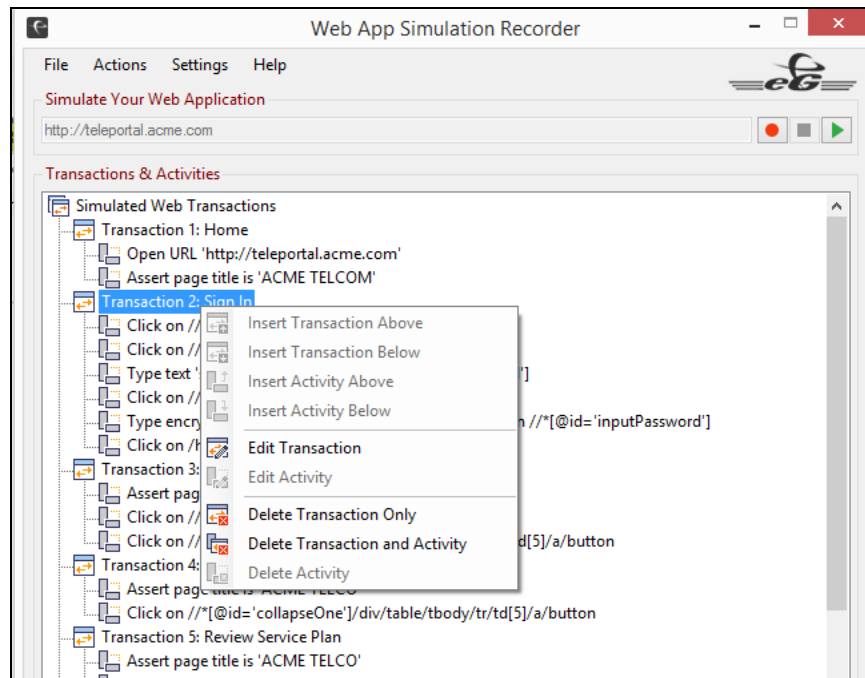 Web App Simulation Recorder
File Actions Settings Help
eG
Simulate Your Web Application
http://teleportal.acme.com
Transactions & Activities
Simulated Web Transactions
Transaction 1: Home
Open URL 'http://teleportal.acme.com'
Assert page title is 'ACME TELCOM'
Transaction 2: Sign In
Click on //
Click on //
Type text ' ']
Click on //
Type encry n //*[@id='inputPassword']
Click on /h
Transaction 3:
Assert pag
Click on //
Click on // d[5]/a/button
Transaction 4:
Assert page title is 'ACME TELCO'
Click on //*[@id='collapseOne']/div/table/tbody/tr/td[5]/a/button
Transaction 5: Review Service Plan
Assert page title is 'ACME TELCO'
Insert Transaction Above
Insert Transaction Below
Insert Activity Above
Insert Activity Below
Edit Transaction
Edit Activity
Delete Transaction Only
Delete Transaction and Activity
Delete Activity